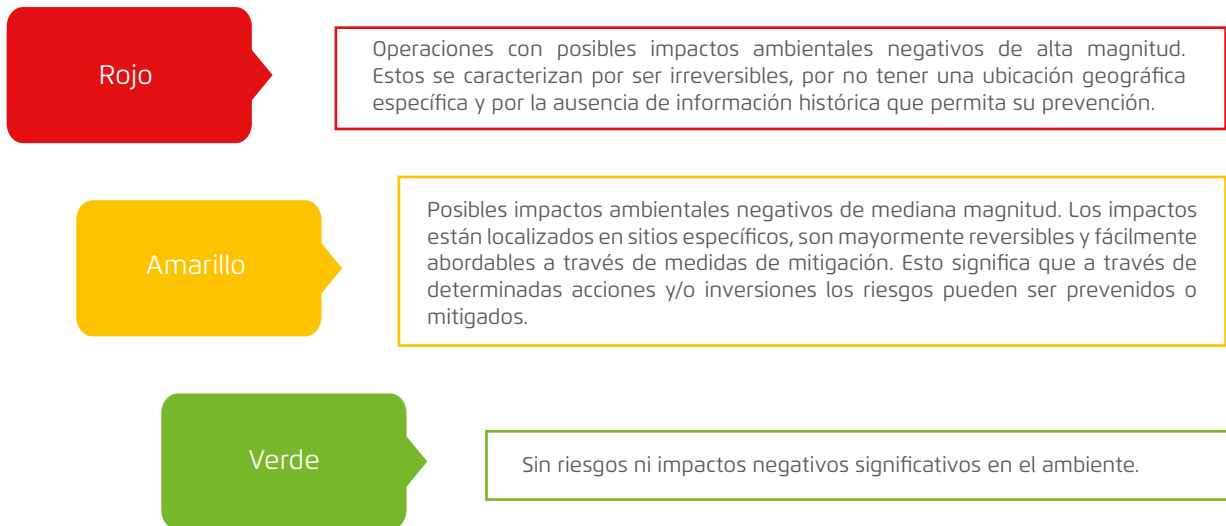 Rojo
Operaciones con posibles impactos ambientales negativos de alta magnitud.
Estos se caracterizan por ser irreversibles, por no tener una ubicación geográfica
específica y por la ausencia de información histórica que permita su prevención.
Amarillo
Posibles impactos ambientales negativos de mediana magnitud. Los impactos
están localizados en sitios específicos, son mayormente reversibles y fácilmente
abordables a través de medidas de mitigación. Esto significa que a través de
determinadas acciones y/o inversiones los riesgos pueden ser prevenidos o
mitigados.
Verde
Sin riesgos ni impactos negativos significativos en el ambiente.